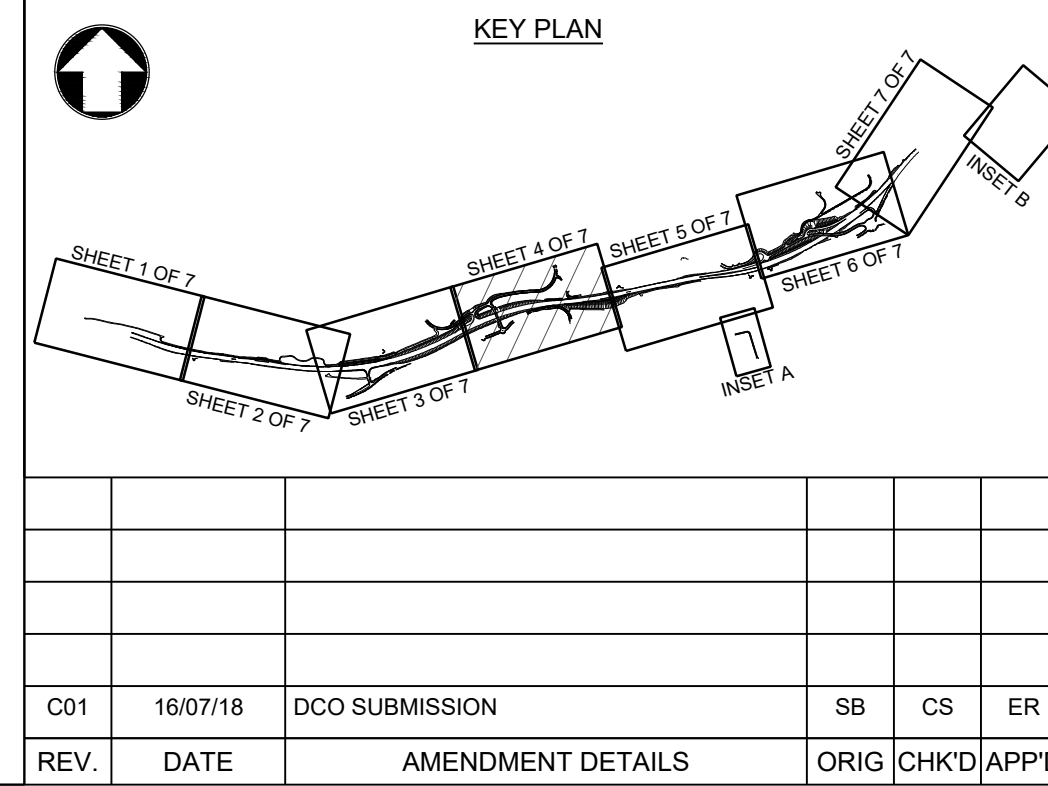 KEY PLAN
SHEET 1 OF 7
SHEET 2 OF 7
SHEET 3 OF 7
SHEET 4 OF 7
SHEET 5 OF 7
SHEET 6 OF 7
SHEET 7 OF 7
INSET A
INSET B
C01 16/07/18 DCO SUBMISSION SB CS ER
REV. DATE AMENDMENT DETAILS ORIG CHK'D APP'D